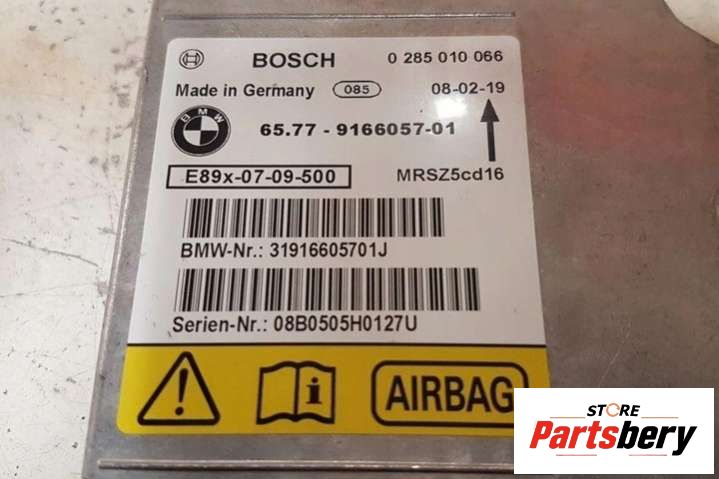 BOSCH 0 285 010 066
Made in Germany 085 08-02-19
BMW 65.77 - 9166057-01
E89x-07-09-500 MRSZ5cd16
BMW-Nr.: 31916605701J
Serien-Nr.: 08B0505H0127U
i AIRBAG
STORE
Partsbery